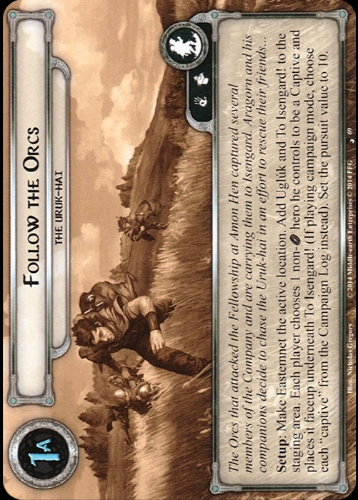 1A
FOLLOW THE ORCS
THE URUK-HAI
The Orcs that attacked the Fellowship at Amon Hen captured several
members of the Company and are carrying them to Isengard. Aragorn and his
companions decide to chase the Uruk-hai in an effort to rescue their friends...
Setup: Make Eastemnet the active location. Add Uglúk and To Isengard! to the
staging area. Each player chooses 1 non- hero he controls to be a Captive and
places it faceup underneath To Isengard! (If playing campaign mode, choose
each “captive” from the Campaign Log instead). Set the pursuit value to 10.
Illus. Nicholas Gregory © 2014 Middle-earth Enterprises © 2014 FFG 69